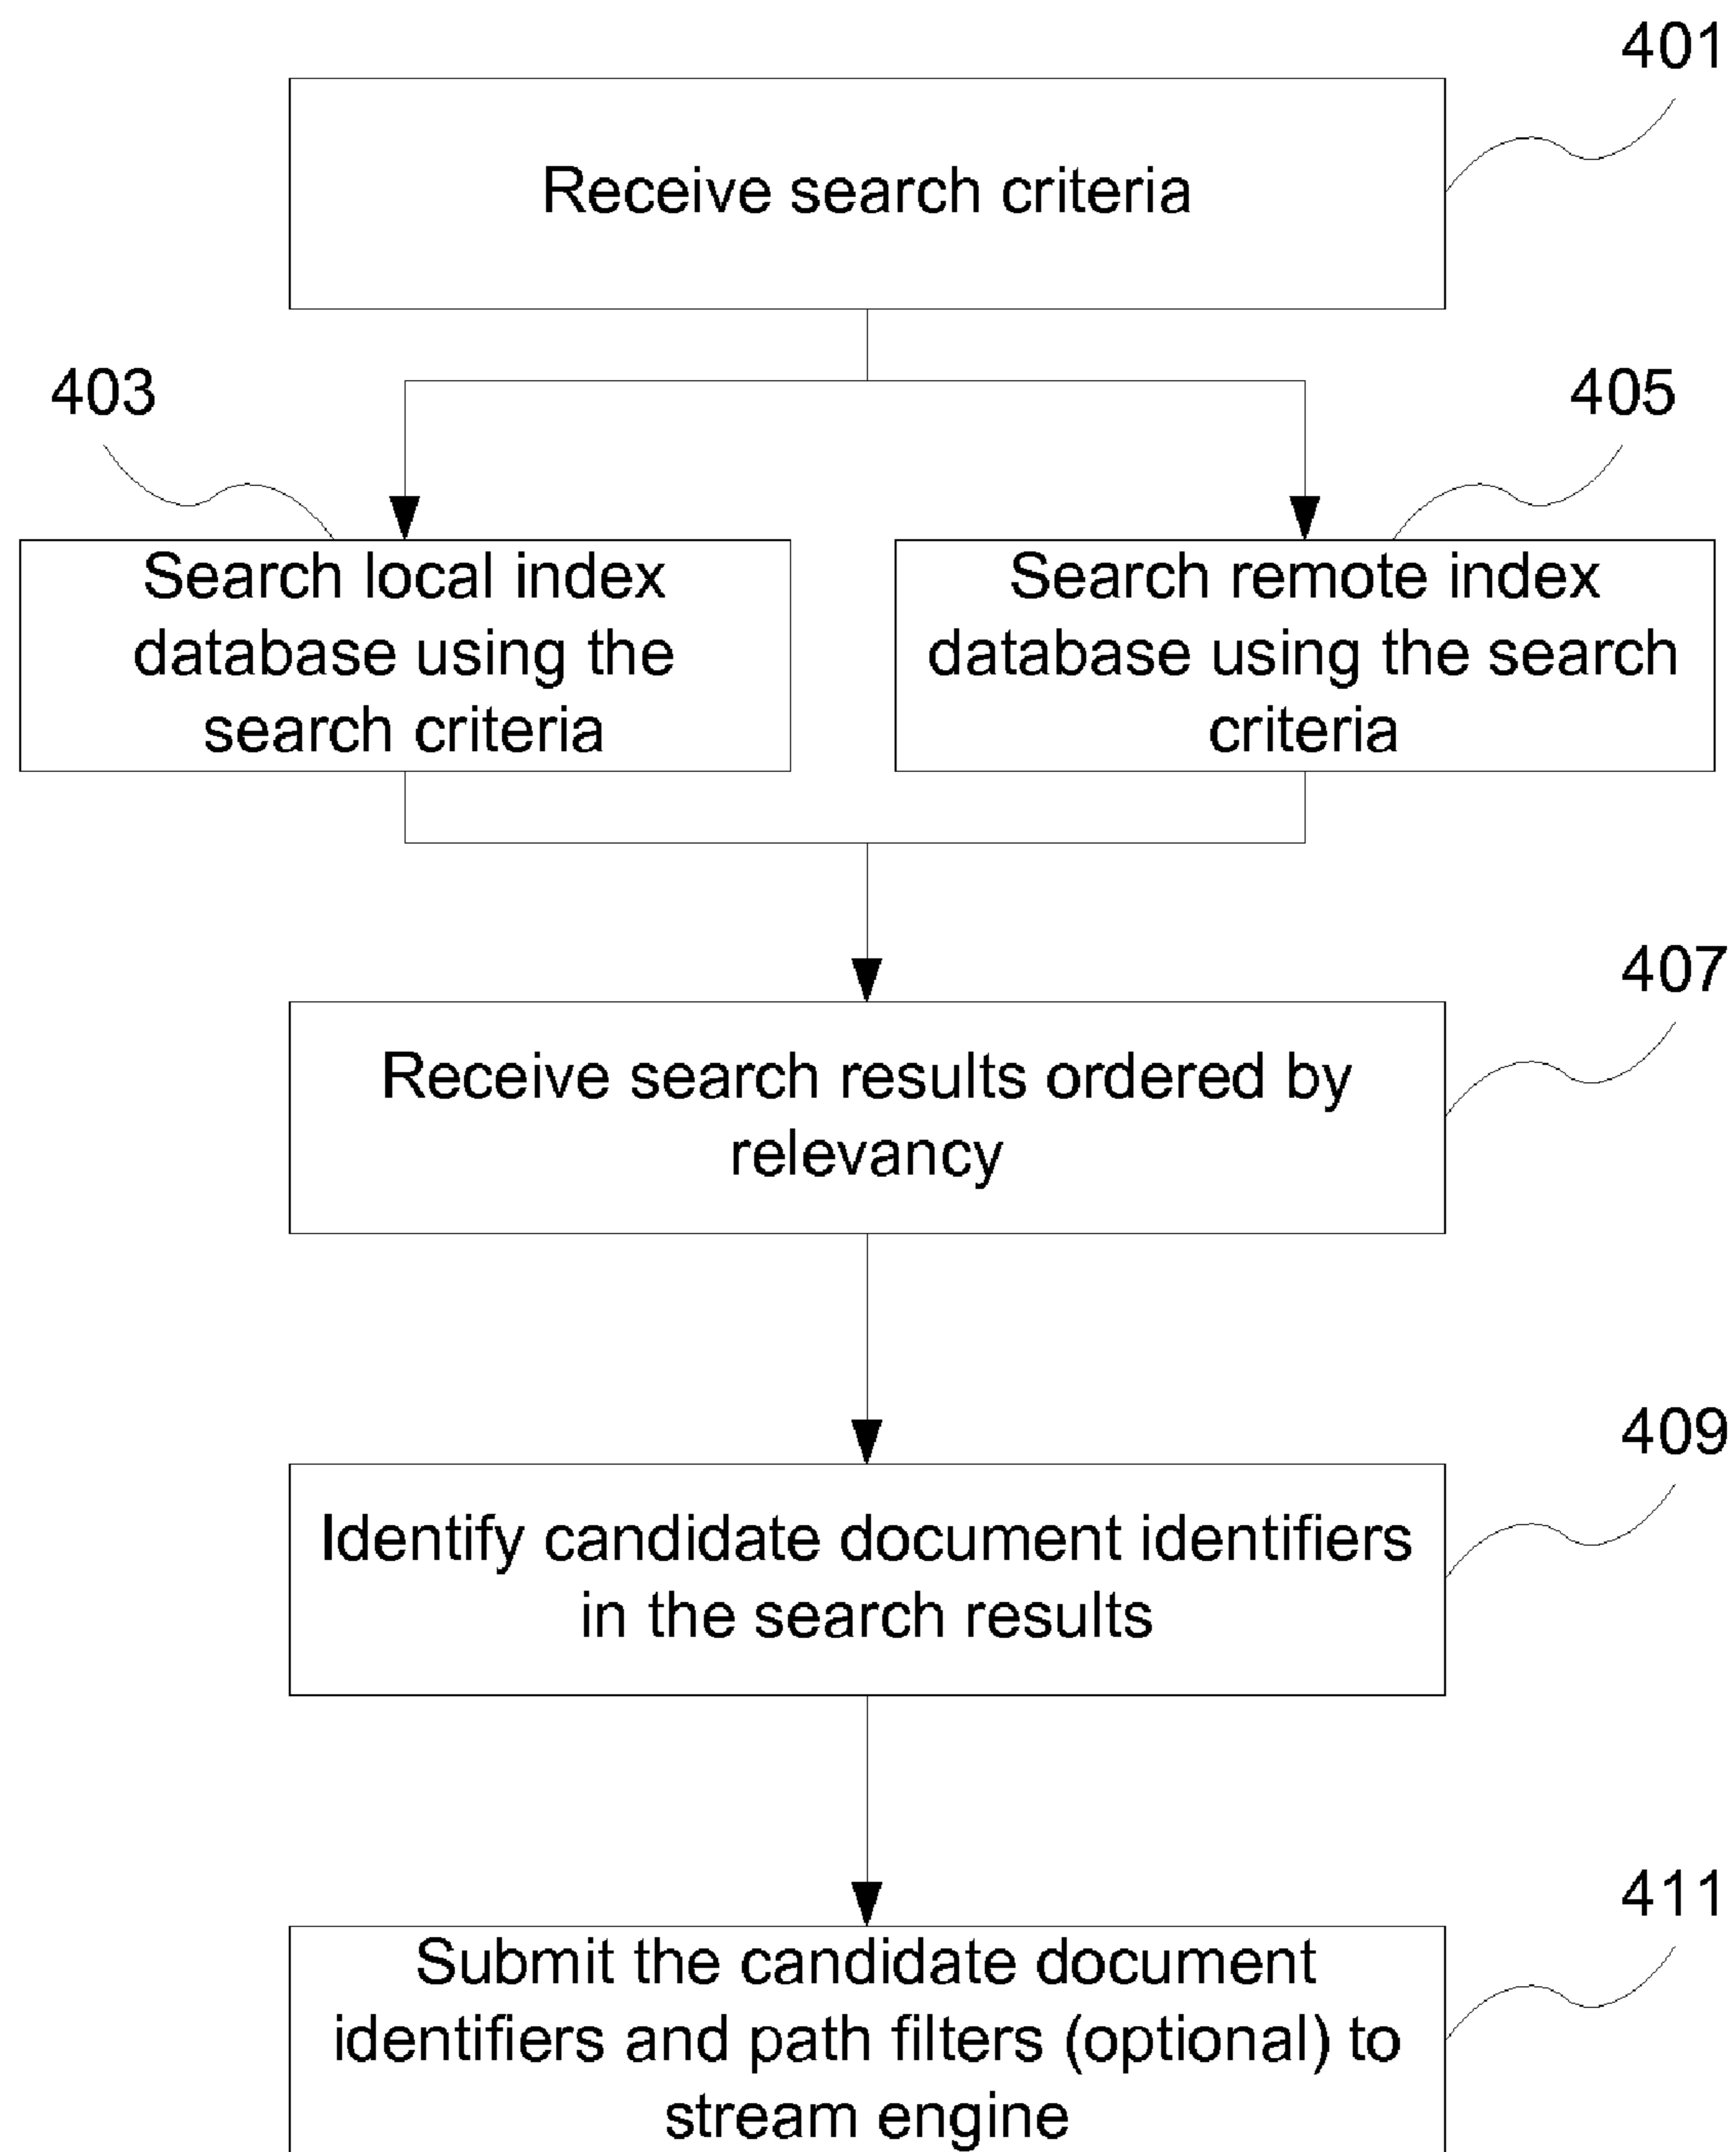 401
Receive search criteria
403
405
Search local index
database using the
search criteria
Search remote index
database using the search
criteria
407
Receive search results ordered by
relevancy
409
Identify candidate document identifiers
in the search results
411
Submit the candidate document
identifiers and path filters (optional) to
stream engine